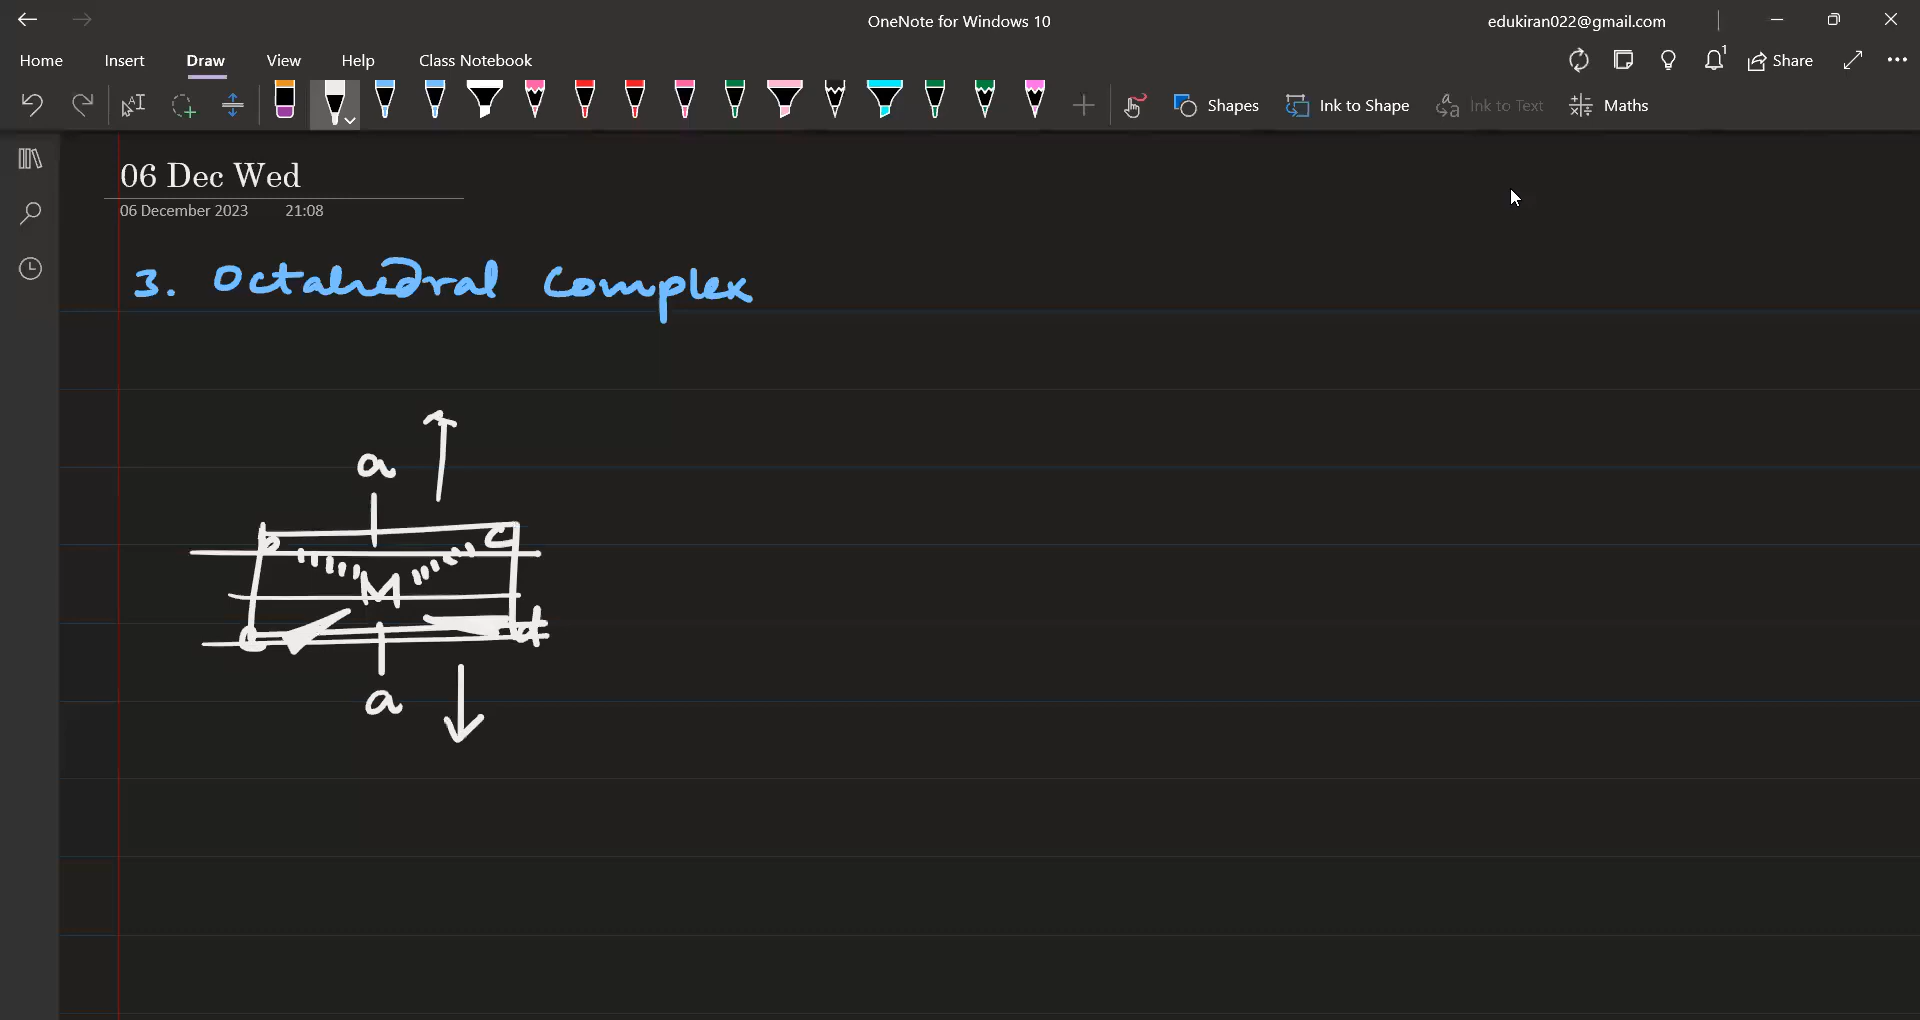 OneNote for Windows 10
edukiran022@gmail.com
Home Insert Draw View Help Class Notebook
1 Share
Shapes Ink to Shape Ink to Text Maths
06 Dec Wed
06 December 2023 21:08
3. Octahedral Complex
a
b c
M
d
a